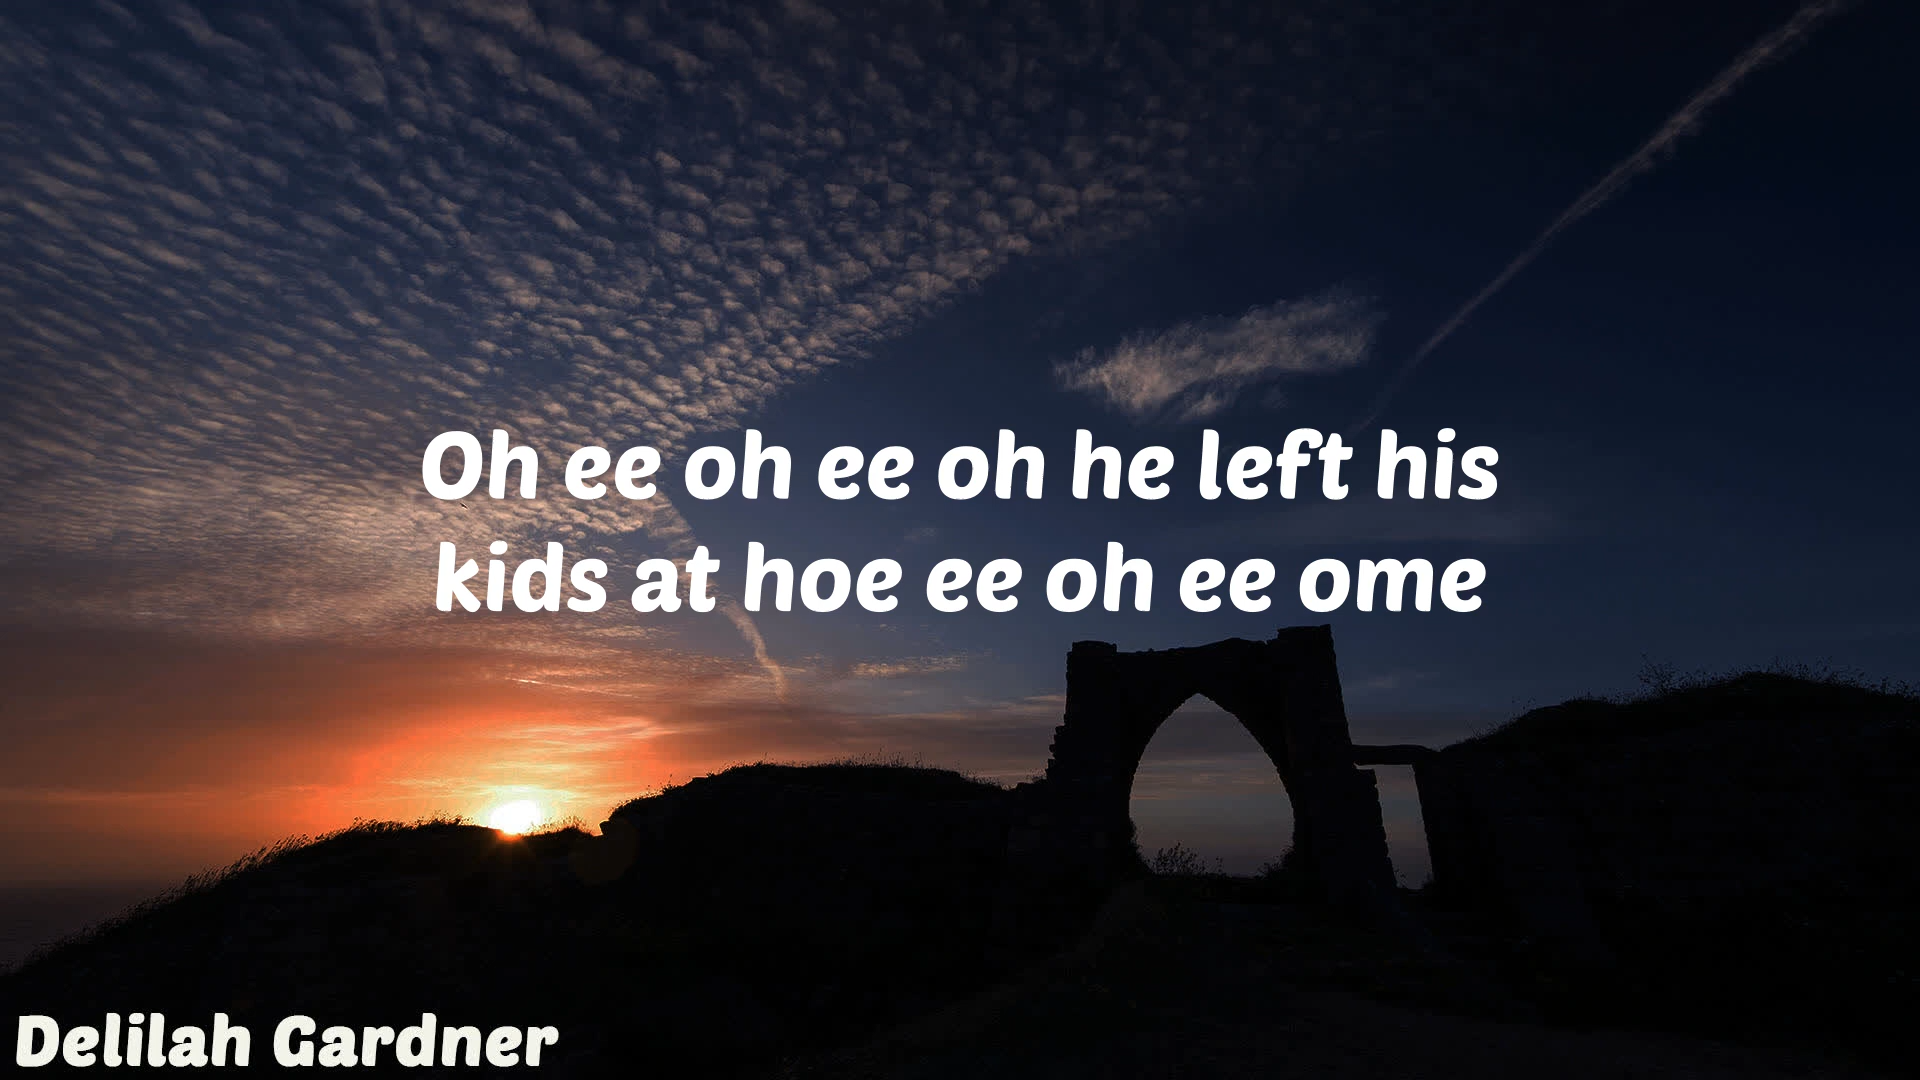 Oh ee oh ee oh he left his
kids at hoe ee oh ee ome
Delilah Gardner